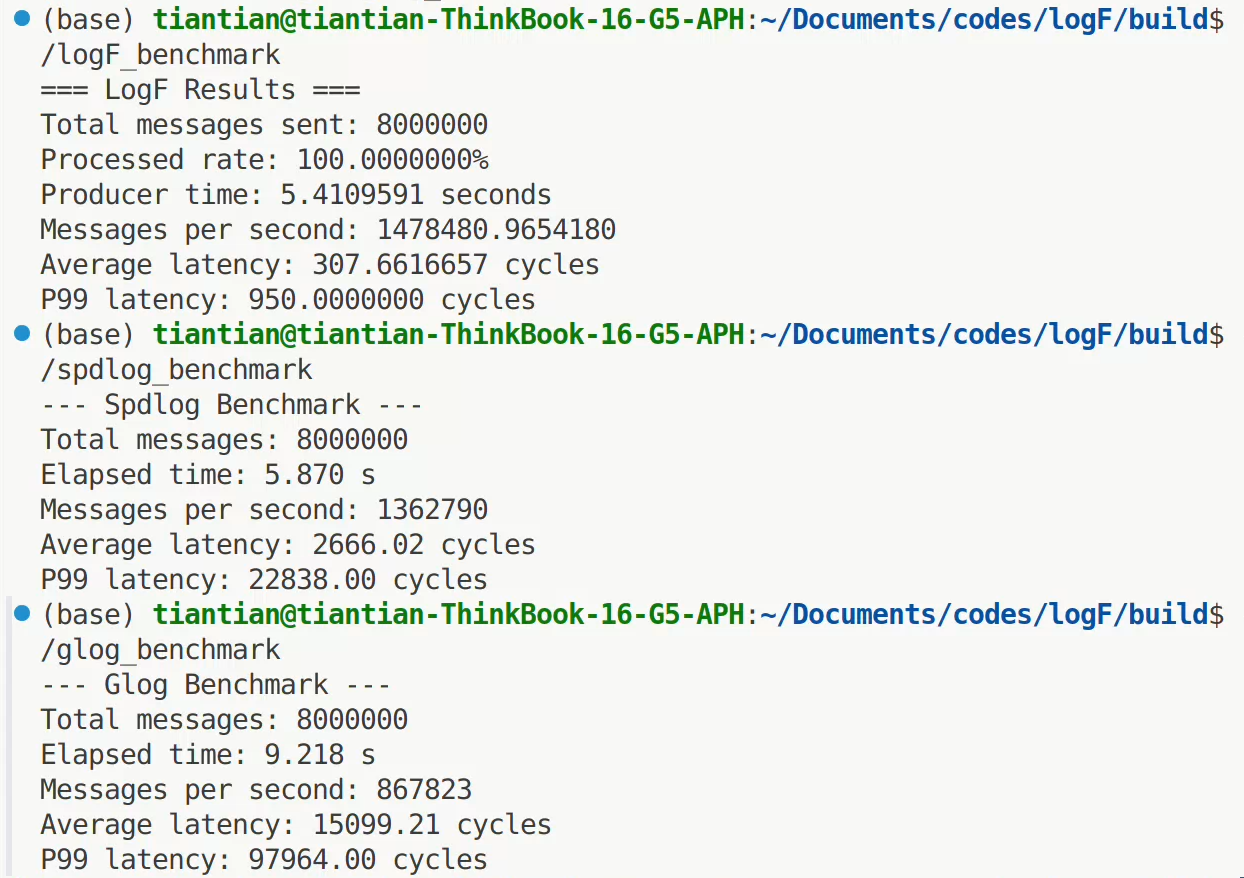 (base) tiantian@tiantian-ThinkBook-16-G5-APH:~/Documents/codes/logF/build$
/logF_benchmark
=== LogF Results ===
Total messages sent: 8000000
Processed rate: 100.0000000%
Producer time: 5.4109591 seconds
Messages per second: 1478480.9654180
Average latency: 307.6616657 cycles
P99 latency: 950.0000000 cycles
(base) tiantian@tiantian-ThinkBook-16-G5-APH:~/Documents/codes/logF/build$
/spdlog_benchmark
--- Spdlog Benchmark ---
Total messages: 8000000
Elapsed time: 5.870 s
Messages per second: 1362790
Average latency: 2666.02 cycles
P99 latency: 22838.00 cycles
(base) tiantian@tiantian-ThinkBook-16-G5-APH:~/Documents/codes/logF/build$
/glog_benchmark
--- Glog Benchmark ---
Total messages: 8000000
Elapsed time: 9.218 s
Messages per second: 867823
Average latency: 15099.21 cycles
P99 latency: 97964.00 cycles